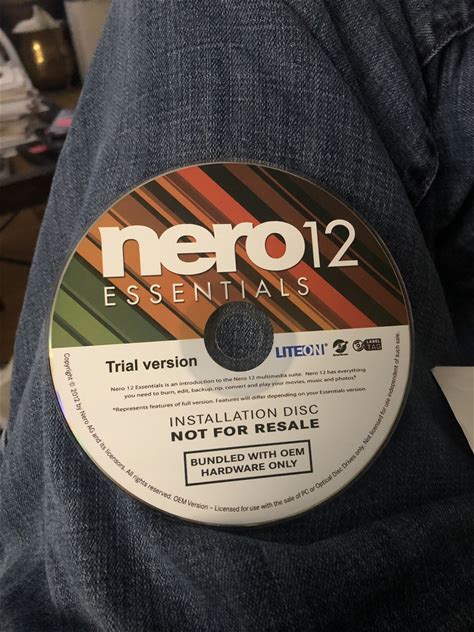 nero12
ESSENTIALS
Trial version
LITEON
LABEL
TAG
Nero 12 Essentials is an introduction to the Nero 12 multimedia suite. Nero 12 has everything
you need to burn, edit, backup, rip, convert and play your movies, music and photos*
*Represents features of full version. Features will differ depending on your Essentials version.
INSTALLATION DISC
NOT FOR RESALE
BUNDLED WITH OEM
HARDWARE ONLY
Copyright © 2012 by Nero AG and its licensors. All rights reserved. OEM Version – Licensed for use with the sale of PC or Optical Disc Drives only. Not licensed for use independent of such sale.